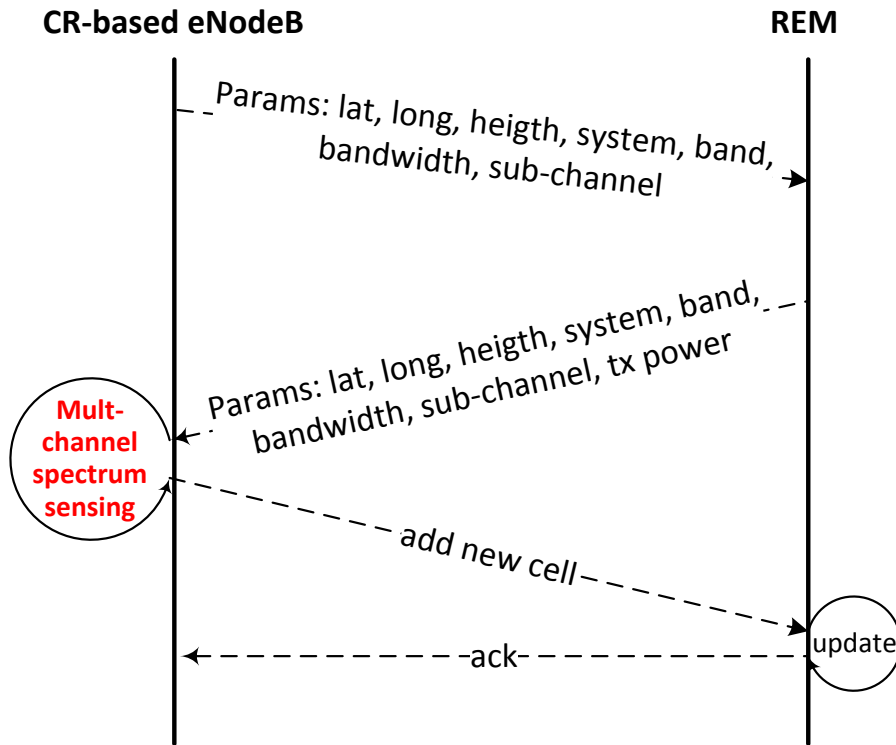 CR-based eNodeB
REM
Params: lat, long, heigth, system, band,
bandwidth, sub-channel
Params: lat, long, heigth, system, band,
bandwidth, sub-channel, tx power
Mult-
channel
spectrum
sensing
add new cell
update
ack